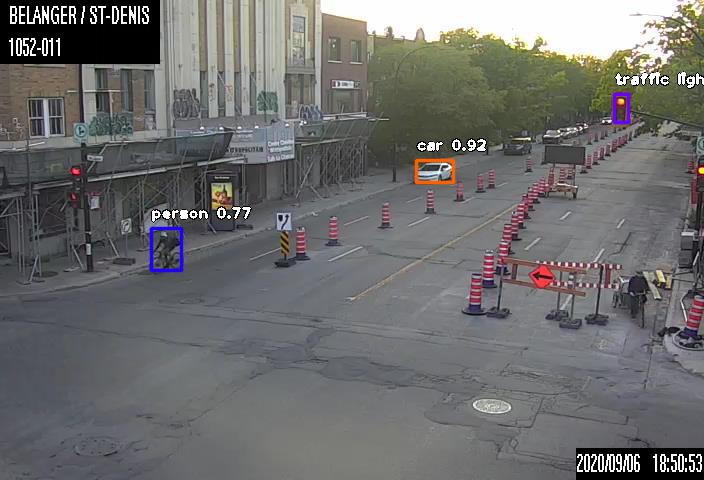 BELANGER / ST-DENIS
1052-011
traffic ligh
car 0.92
person 0.77
2020/09/06 18:50:53